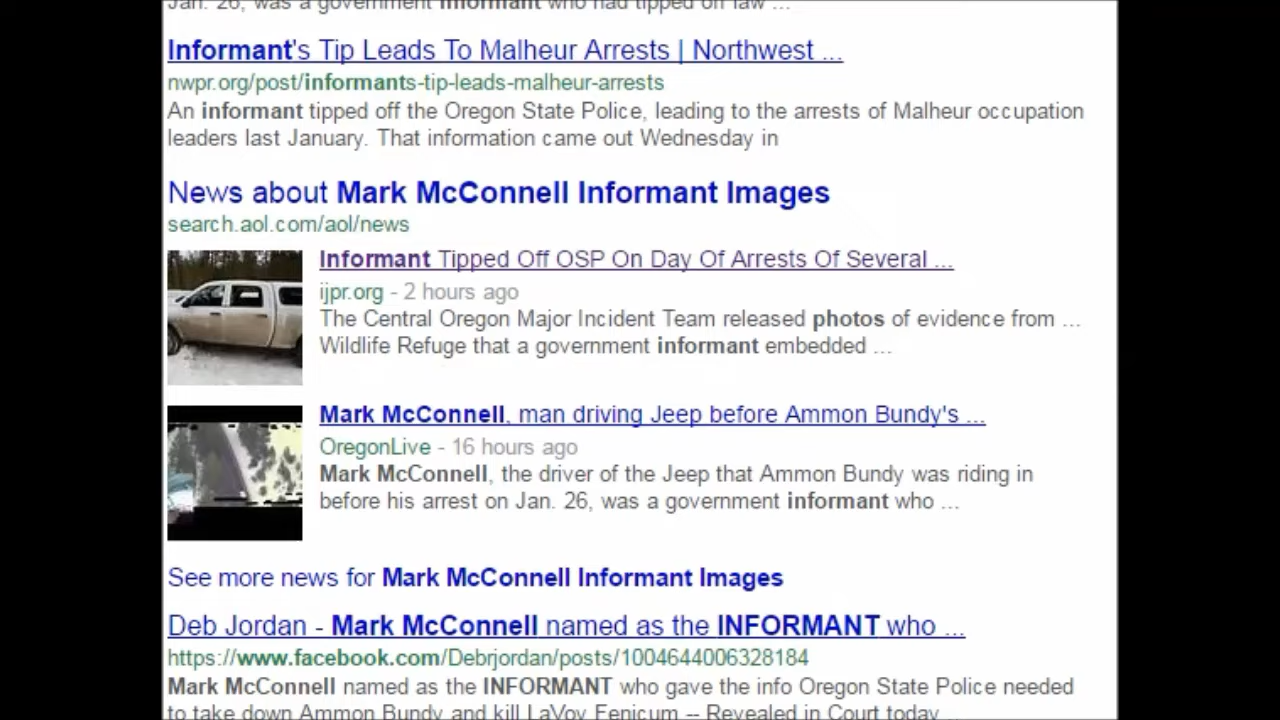 Jan. 26, was a government informant who had tipped off law ...
Informant's Tip Leads To Malheur Arrests | Northwest ...
nwpr.org/post/informants-tip-leads-malheur-arrests
An informant tipped off the Oregon State Police, leading to the arrests of Malheur occupation
leaders last January. That information came out Wednesday in
News about Mark McConnell Informant Images
search.aol.com/aol/news
Informant Tipped Off OSP On Day Of Arrests Of Several ...
ijpr.org - 2 hours ago
The Central Oregon Major Incident Team released photos of evidence from ...
Wildlife Refuge that a government informant embedded ...
Mark McConnell, man driving Jeep before Ammon Bundy's ...
OregonLive - 16 hours ago
Mark McConnell, the driver of the Jeep that Ammon Bundy was riding in
before his arrest on Jan. 26, was a government informant who ...
See more news for Mark McConnell Informant Images
Deb Jordan - Mark McConnell named as the INFORMANT who ...
https://www.facebook.com/Debrjordan/posts/1004644006328184
Mark McConnell named as the INFORMANT who gave the info Oregon State Police needed
to take down Ammon Bundy and kill LaVoy Fenicum -- Revealed in Court today ...